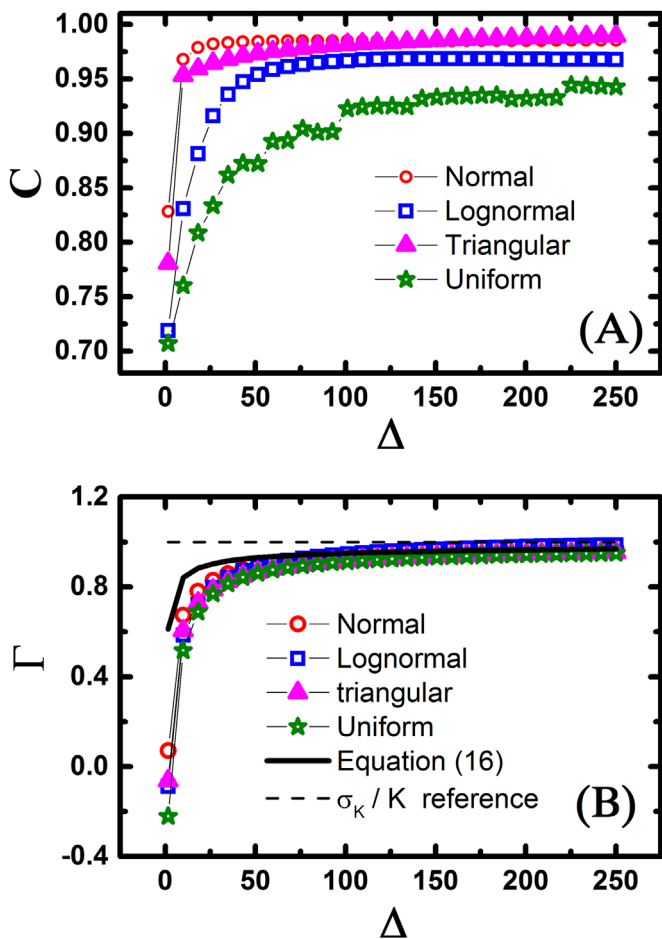 1.00
0.95
0.90
0.85
0.80
0.75
0.70
C
Normal
Lognormal
Triangular
Uniform
(A)
0 50 100 150 200 250
Δ
1.2
0.8
0.4
0.0
-0.4
Γ
Normal
Lognormal
triangular
Uniform
Equation (16)
σK / K reference
(B)
0 50 100 150 200 250
Δ